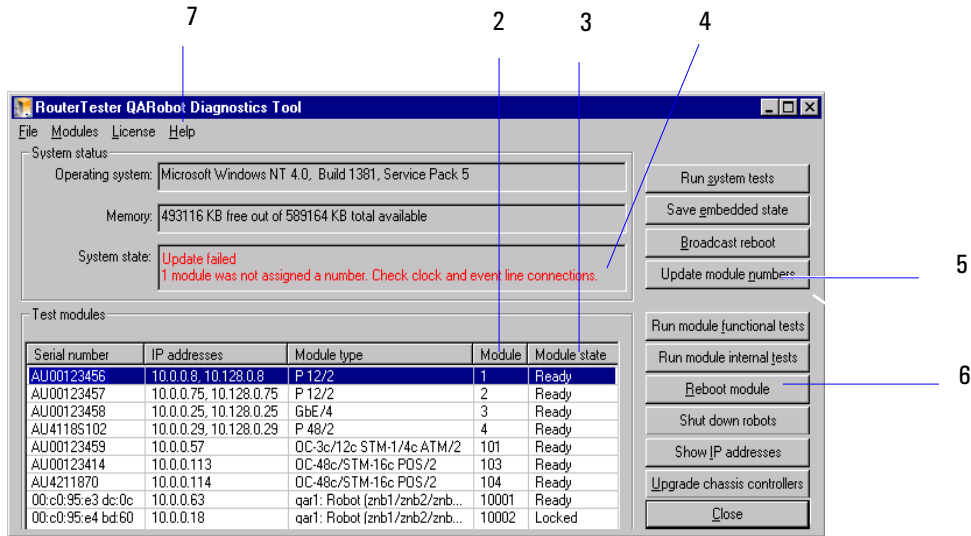 7 2 3 4
RouterTester QARobot Diagnostics Tool
File Modules License Help
System status
Operating system: Microsoft Windows NT 4.0, Build 1381, Service Pack 5
Memory: 493116 KB free out of 589164 KB total available
System state: Update failed
1 module was not assigned a number. Check clock and event line connections.
Run system tests
Save embedded state
Broadcast reboot
Update module numbers 5
Test modules
Serial number IP addresses Module type Module Module state
AU00123456 10.0.0.8, 10.128.0.8 P 12/2 1 Ready
AU00123457 10.0.0.75, 10.128.0.75 P 12/2 2 Ready
AU00123458 10.0.0.25, 10.128.0.25 GbE/4 3 Ready
AU4118S102 10.0.0.29, 10.128.0.29 P 48/2 4 Ready
AU00123459 10.0.0.57 OC-3c/12c STM-1/4c ATM/2 101 Ready
AU00123414 10.0.0.113 OC-48c/STM-16c POS/2 103 Ready
AU4211870 10.0.0.114 OC-48c/STM-16c POS/2 104 Ready
00:c0:95:e3 dc:0c 10.0.0.63 qar1: Robot (znb1/znb2/znb... 10001 Ready
00:c0:95:e4 bd:60 10.0.0.18 qar1: Robot (znb1/znb2/znb... 10002 Locked
Run module functional tests
Run module internal tests
Reboot module 6
Shut down robots
Show IP addresses
Upgrade chassis controllers
Close